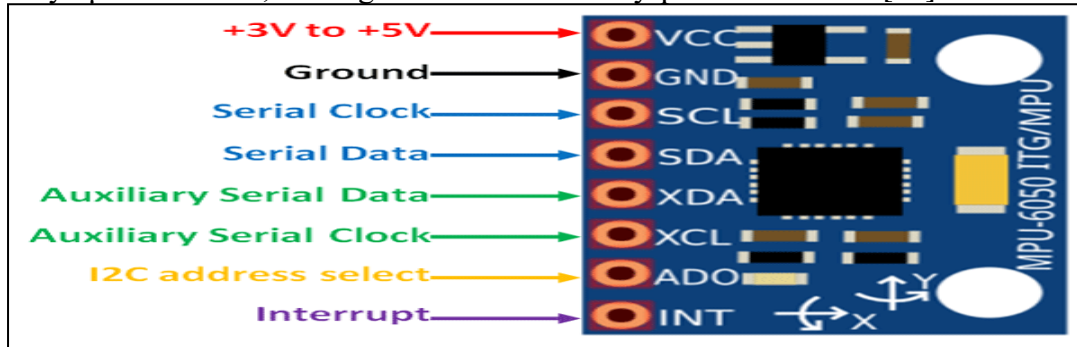 +3V to +5V VCC
Ground GND
Serial Clock SCL
Serial Data SDA
Auxiliary Serial Data XDA
Auxiliary Serial Clock XCL
I2C address select ADO
Interrupt INT
X
Y
MPU-6050 ITG/MPU